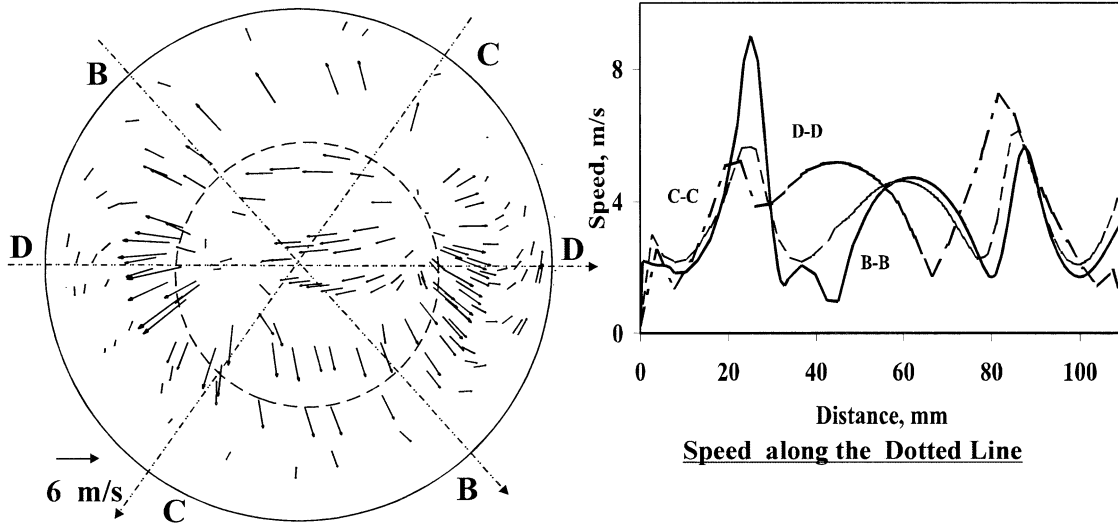 B
C
D
D
6 m/s
C
B
Speed, m/s
8
4
0
D-D
C-C
B-B
0
20
40
60
80
100
Distance, mm
Speed along the Dotted Line